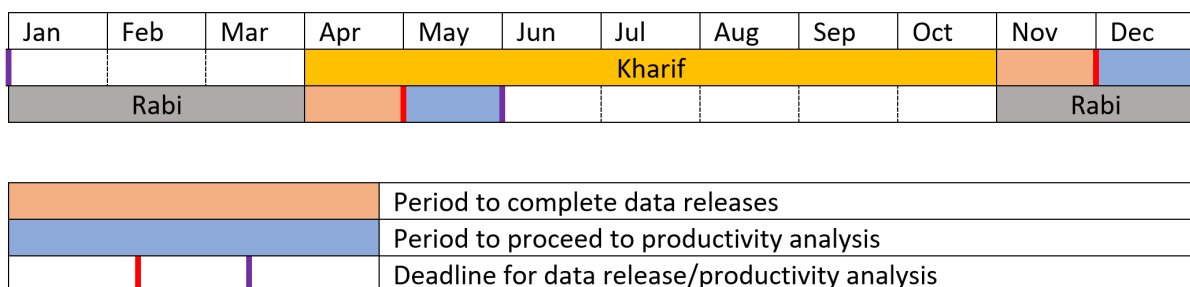 Jan Feb Mar Apr May Jun Jul Aug Sep Oct Nov Dec
Kharif
Rabi Rabi
Period to complete data releases
Period to proceed to productivity analysis
Deadline for data release/productivity analysis